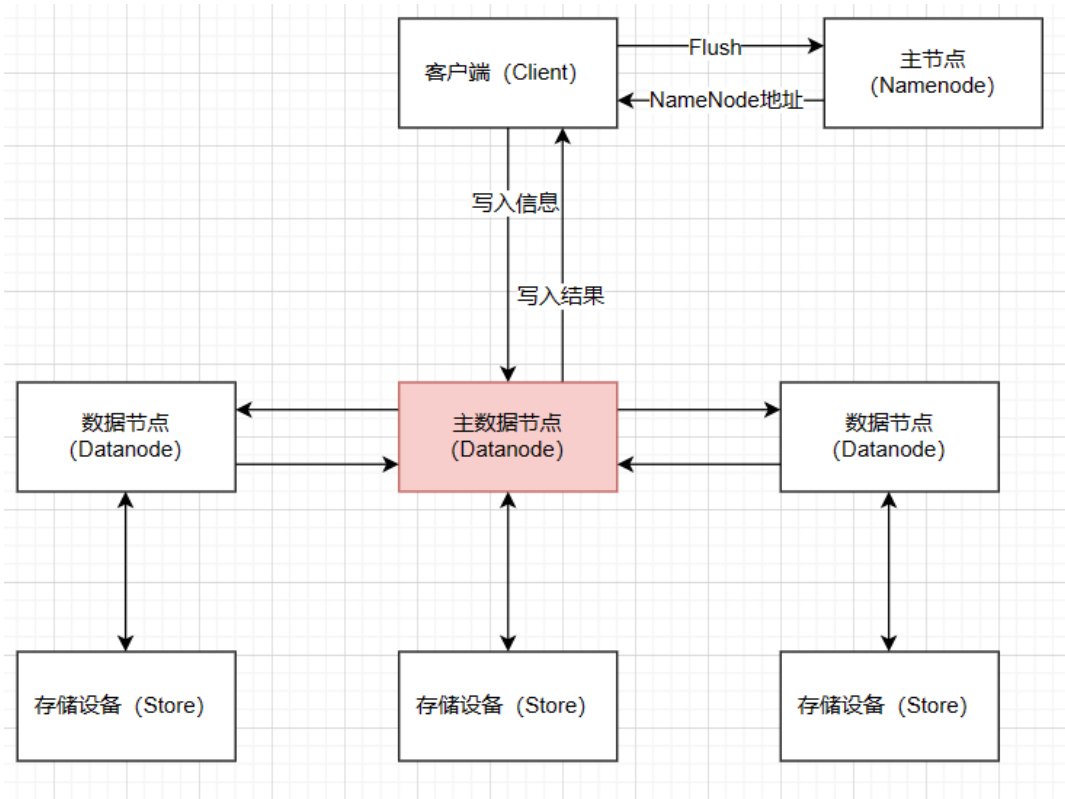 客户端（Client）
Flush
主节点
(Namenode)
NameNode地址
写入信息
写入结果
数据节点
(Datanode)
主数据节点
(Datanode)
数据节点
(Datanode)
存储设备（Store）
存储设备（Store）
存储设备（Store）